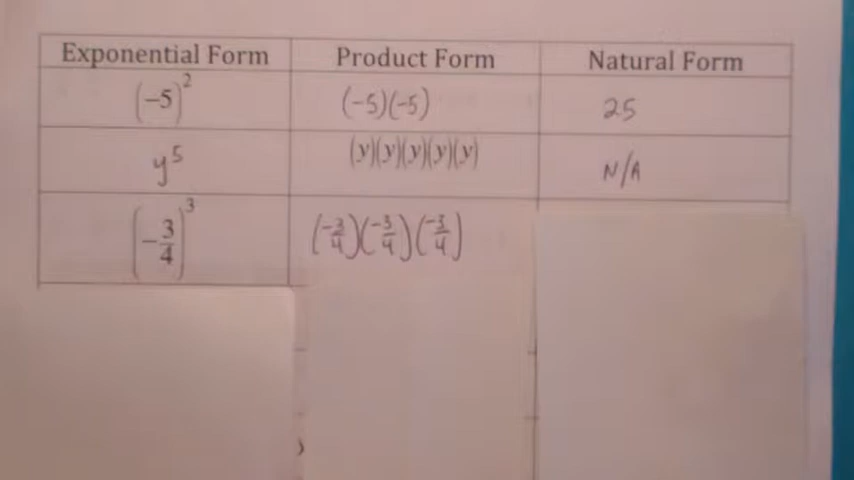 Exponential Form Product Form Natural Form
(-5)² (-5)(-5) 25
y⁵ (y)(y)(y)(y)(y) N/A
(-3/4)³ (-3/4)(-3/4)(-3/4)
)